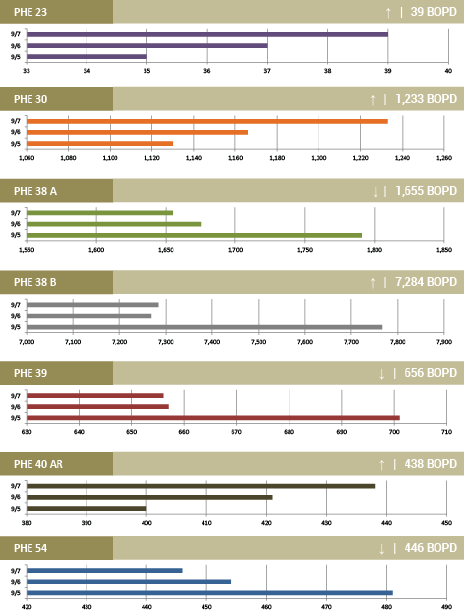 PHE 23 ↑ | 39 BOPD
9/7
9/6
9/5
33 34 35 36 37 38 39 40
PHE 30 ↑ | 1,233 BOPD
9/7
9/6
9/5
1,060 1,080 1,100 1,120 1,140 1,160 1,180 1,200 1,220 1,240 1,260
PHE 38 A ↓ | 1,655 BOPD
9/7
9/6
9/5
1,550 1,600 1,650 1,700 1,750 1,800 1,850
PHE 38 B ↑ | 7,284 BOPD
9/7
9/6
9/5
7,000 7,100 7,200 7,300 7,400 7,500 7,600 7,700 7,800 7,900
PHE 39 ↓ | 656 BOPD
9/7
9/6
9/5
630 640 650 660 670 680 690 700 710
PHE 40 AR ↑ | 438 BOPD
9/7
9/6
9/5
380 390 400 410 420 430 440 450
PHE 54 ↓ | 446 BOPD
9/7
9/6
9/5
420 430 440 450 460 470 480 490